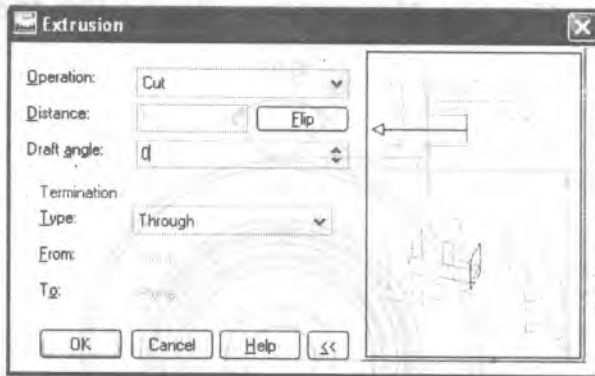 Extrusion
Operation: Cut
Distance: Flip
Draft angle: 0
Termination
Type: Through
From:
To:
OK Cancel Help <<